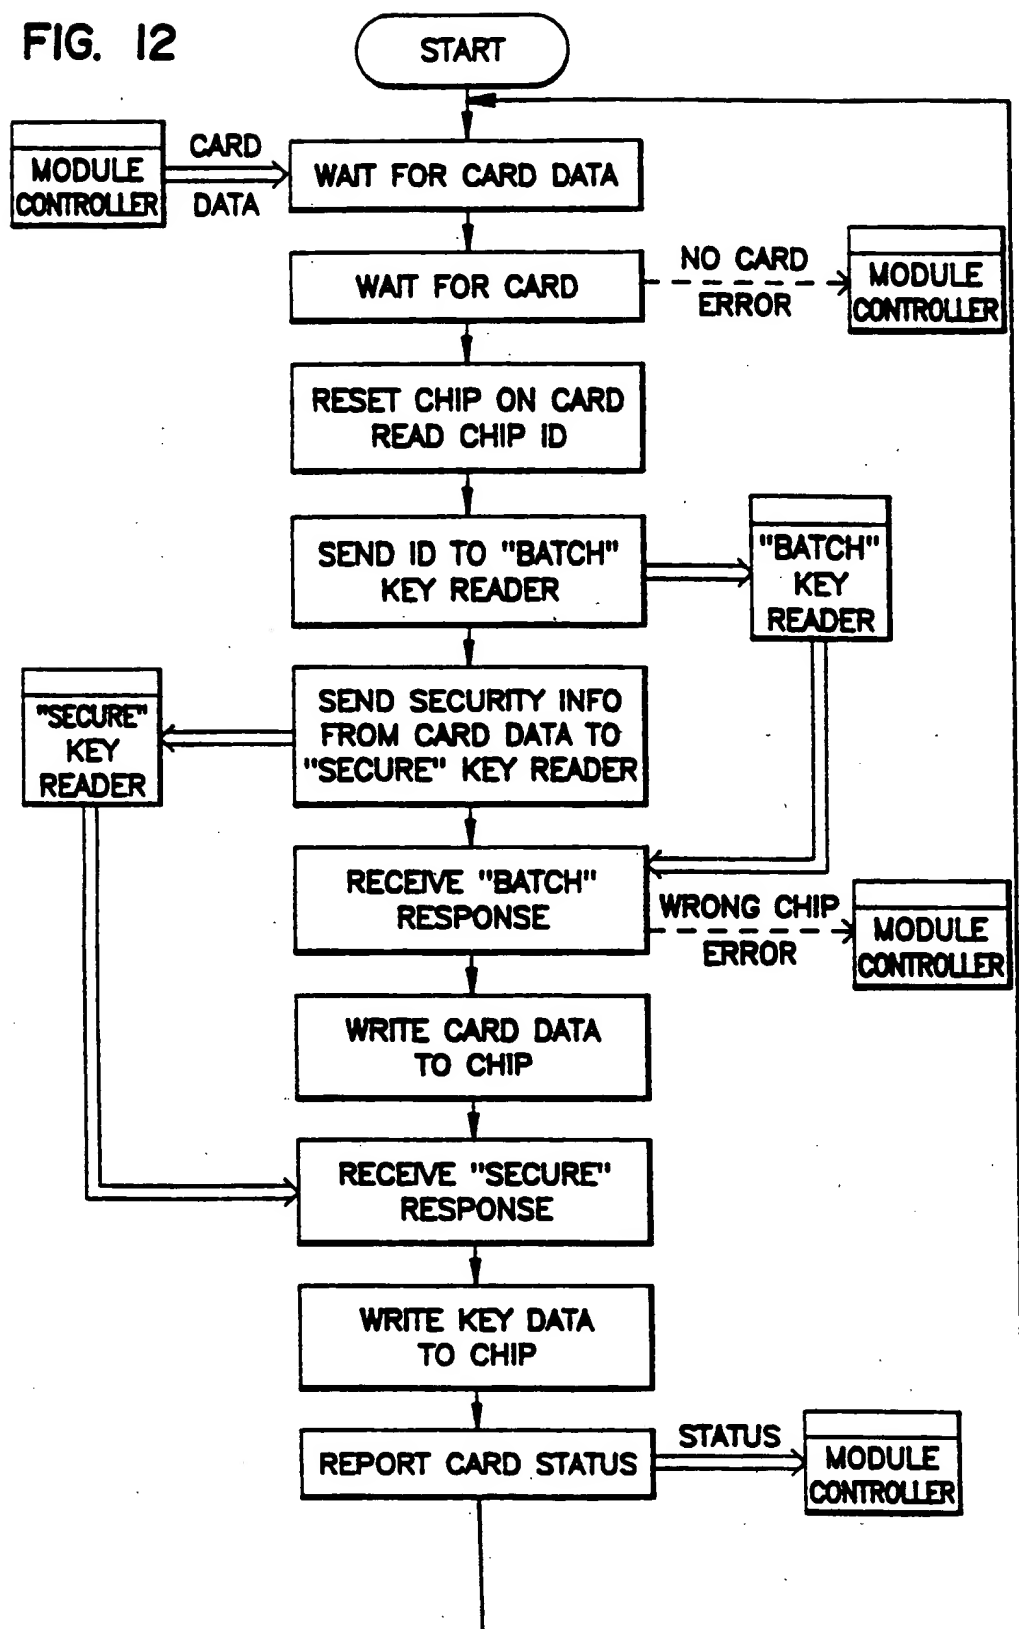 FIG. 12
START
MODULE
CONTROLLER
CARD
DATA
WAIT FOR CARD DATA
WAIT FOR CARD
NO CARD
ERROR
MODULE
CONTROLLER
RESET CHIP ON CARD
READ CHIP ID
SEND ID TO "BATCH"
KEY READER
"BATCH"
KEY
READER
SEND SECURITY INFO
FROM CARD DATA TO
"SECURE" KEY READER
"SECURE"
KEY
READER
RECEIVE "BATCH"
RESPONSE
WRONG CHIP
ERROR
MODULE
CONTROLLER
WRITE CARD DATA
TO CHIP
RECEIVE "SECURE"
RESPONSE
WRITE KEY DATA
TO CHIP
REPORT CARD STATUS
STATUS
MODULE
CONTROLLER